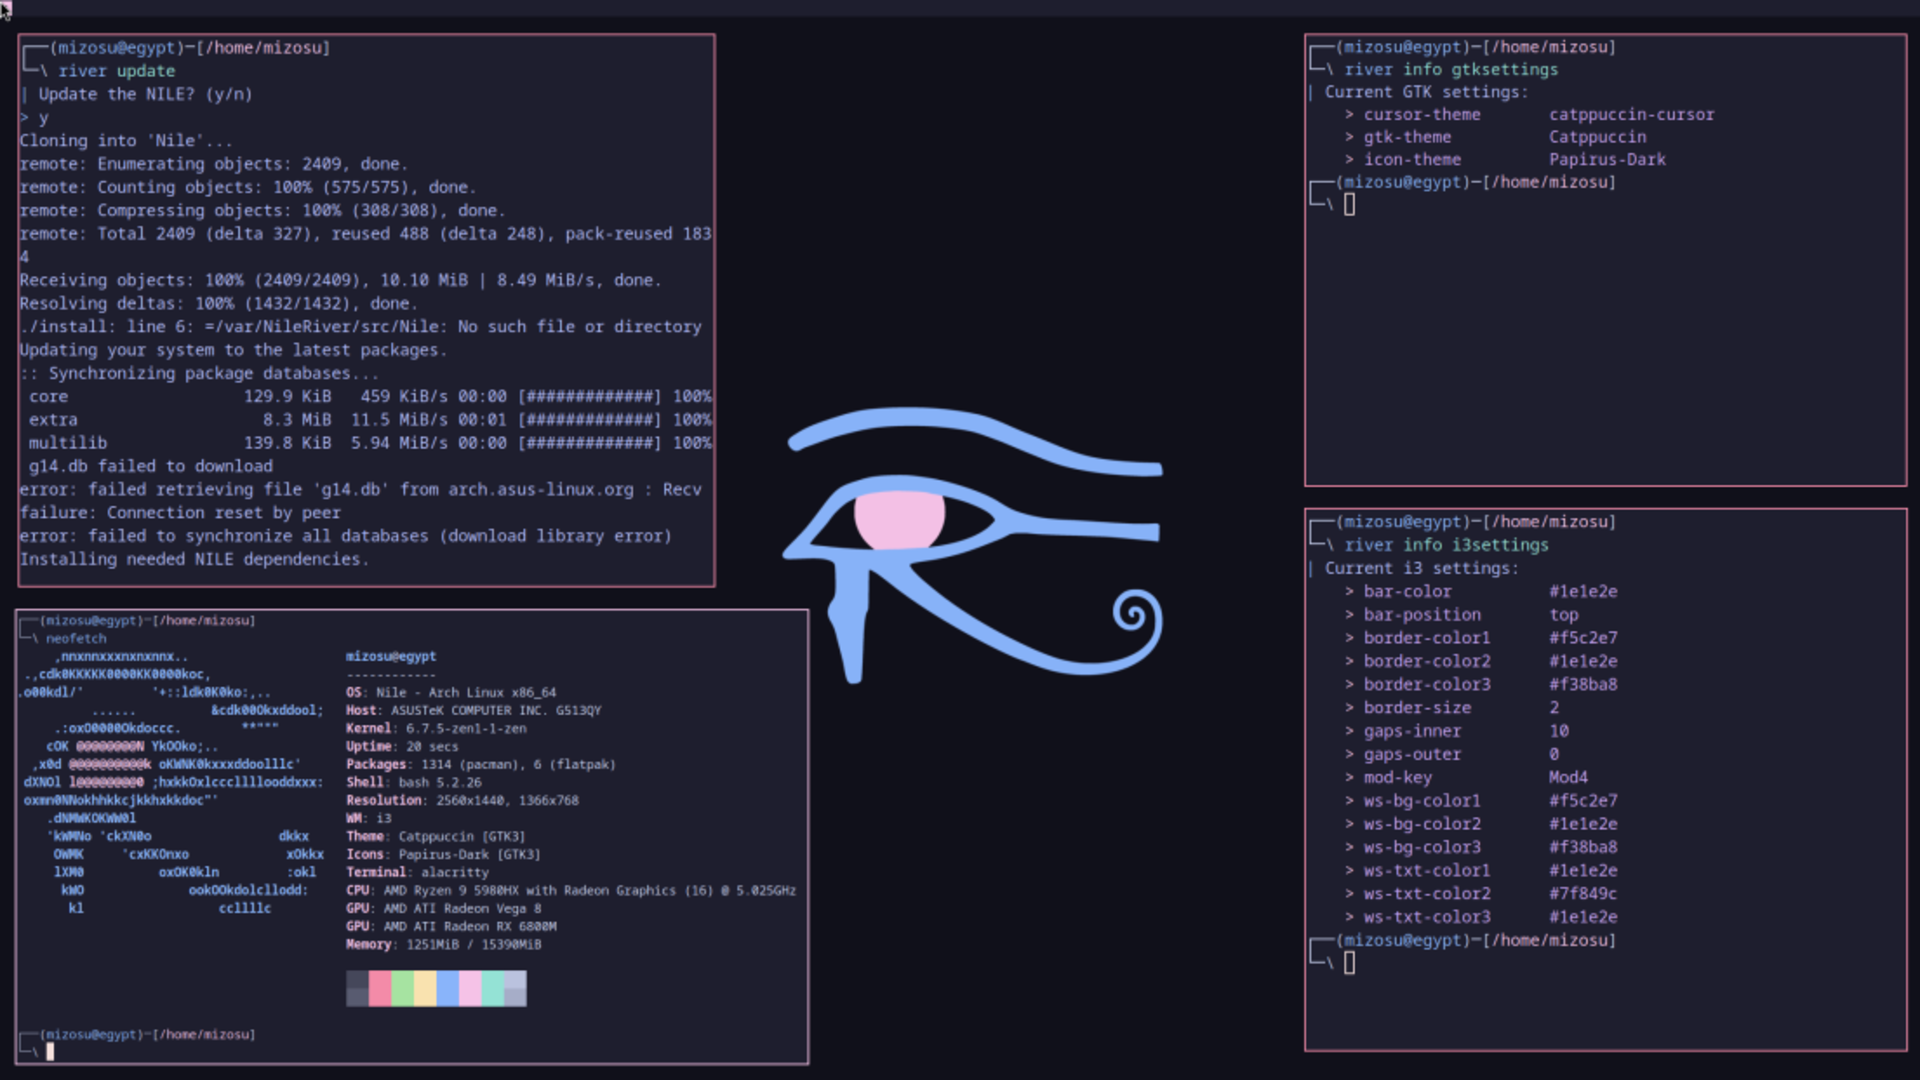 ┌──(mizosu@egypt)─[/home/mizosu]
└─\ river update
| Update the NILE? (y/n)
> y
Cloning into 'Nile'...
remote: Enumerating objects: 2409, done.
remote: Counting objects: 100% (575/575), done.
remote: Compressing objects: 100% (308/308), done.
remote: Total 2409 (delta 327), reused 488 (delta 248), pack-reused 183
4
Receiving objects: 100% (2409/2409), 10.10 MiB | 8.49 MiB/s, done.
Resolving deltas: 100% (1432/1432), done.
./install: line 6: =/var/NileRiver/src/Nile: No such file or directory
Updating your system to the latest packages.
:: Synchronizing package databases...
core 129.9 KiB 459 KiB/s 00:00 [#############] 100%
extra 8.3 MiB 11.5 MiB/s 00:01 [#############] 100%
multilib 139.8 KiB 5.94 MiB/s 00:00 [#############] 100%
g14.db failed to download
error: failed retrieving file 'g14.db' from arch.asus-linux.org : Recv
failure: Connection reset by peer
error: failed to synchronize all databases (download library error)
Installing needed NILE dependencies.
┌──(mizosu@egypt)─[/home/mizosu]
└─\ neofetch
mizosu@egypt
------------
OS: Nile - Arch Linux x86_64
Host: ASUSTeK COMPUTER INC. G513QY
Kernel: 6.7.5-zen1-1-zen
Uptime: 20 secs
Packages: 1314 (pacman), 6 (flatpak)
Shell: bash 5.2.26
Resolution: 2560x1440, 1366x768
WM: i3
Theme: Catppuccin [GTK3]
Icons: Papirus-Dark [GTK3]
Terminal: alacritty
CPU: AMD Ryzen 9 5980HX with Radeon Graphics (16) @ 5.025GHz
GPU: AMD ATI Radeon Vega 8
GPU: AMD ATI Radeon RX 6800M
Memory: 1251MiB / 15390MiB
┌──(mizosu@egypt)─[/home/mizosu]
└─\
┌──(mizosu@egypt)─[/home/mizosu]
└─\ river info gtksettings
| Current GTK settings:
> cursor-theme catppuccin-cursor
> gtk-theme Catppuccin
> icon-theme Papirus-Dark
┌──(mizosu@egypt)─[/home/mizosu]
└─\
┌──(mizosu@egypt)─[/home/mizosu]
└─\ river info i3settings
| Current i3 settings:
> bar-color #1e1e2e
> bar-position top
> border-color1 #f5c2e7
> border-color2 #1e1e2e
> border-color3 #f38ba8
> border-size 2
> gaps-inner 10
> gaps-outer 0
> mod-key Mod4
> ws-bg-color1 #f5c2e7
> ws-bg-color2 #1e1e2e
> ws-bg-color3 #f38ba8
> ws-txt-color1 #1e1e2e
> ws-txt-color2 #7f849c
> ws-txt-color3 #1e1e2e
┌──(mizosu@egypt)─[/home/mizosu]
└─\